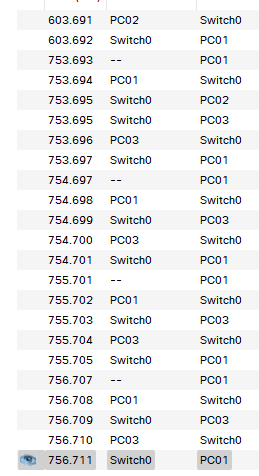 603.691 PC02 Switch0
603.692 Switch0 PC01
753.693 -- PC01
753.694 PC01 Switch0
753.695 Switch0 PC02
753.695 Switch0 PC03
753.696 PC03 Switch0
753.697 Switch0 PC01
754.697 -- PC01
754.698 PC01 Switch0
754.699 Switch0 PC03
754.700 PC03 Switch0
754.701 Switch0 PC01
755.701 -- PC01
755.702 PC01 Switch0
755.703 Switch0 PC03
755.704 PC03 Switch0
755.705 Switch0 PC01
756.707 -- PC01
756.708 PC01 Switch0
756.709 Switch0 PC03
756.710 PC03 Switch0
756.711 Switch0 PC01